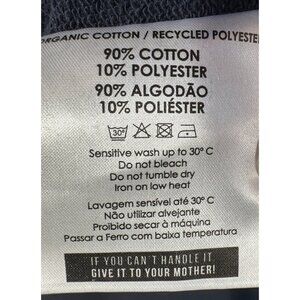 ORGANIC COTTON / RECYCLED POLYESTE
90% COTTON
10% POLYESTER
90% ALGODÃO
10% POLIÉSTER
30°
Sensitive wash up to 30° C
Do not bleach
Do not tumble dry
Iron on low heat
Lavagem sensível até 30° C
Não utilizar alvejante
Proibido secar à máquina
Passar a Ferro com baixa temperatura
IF YOU CAN'T HANDLE IT
GIVE IT TO YOUR MOTHER!